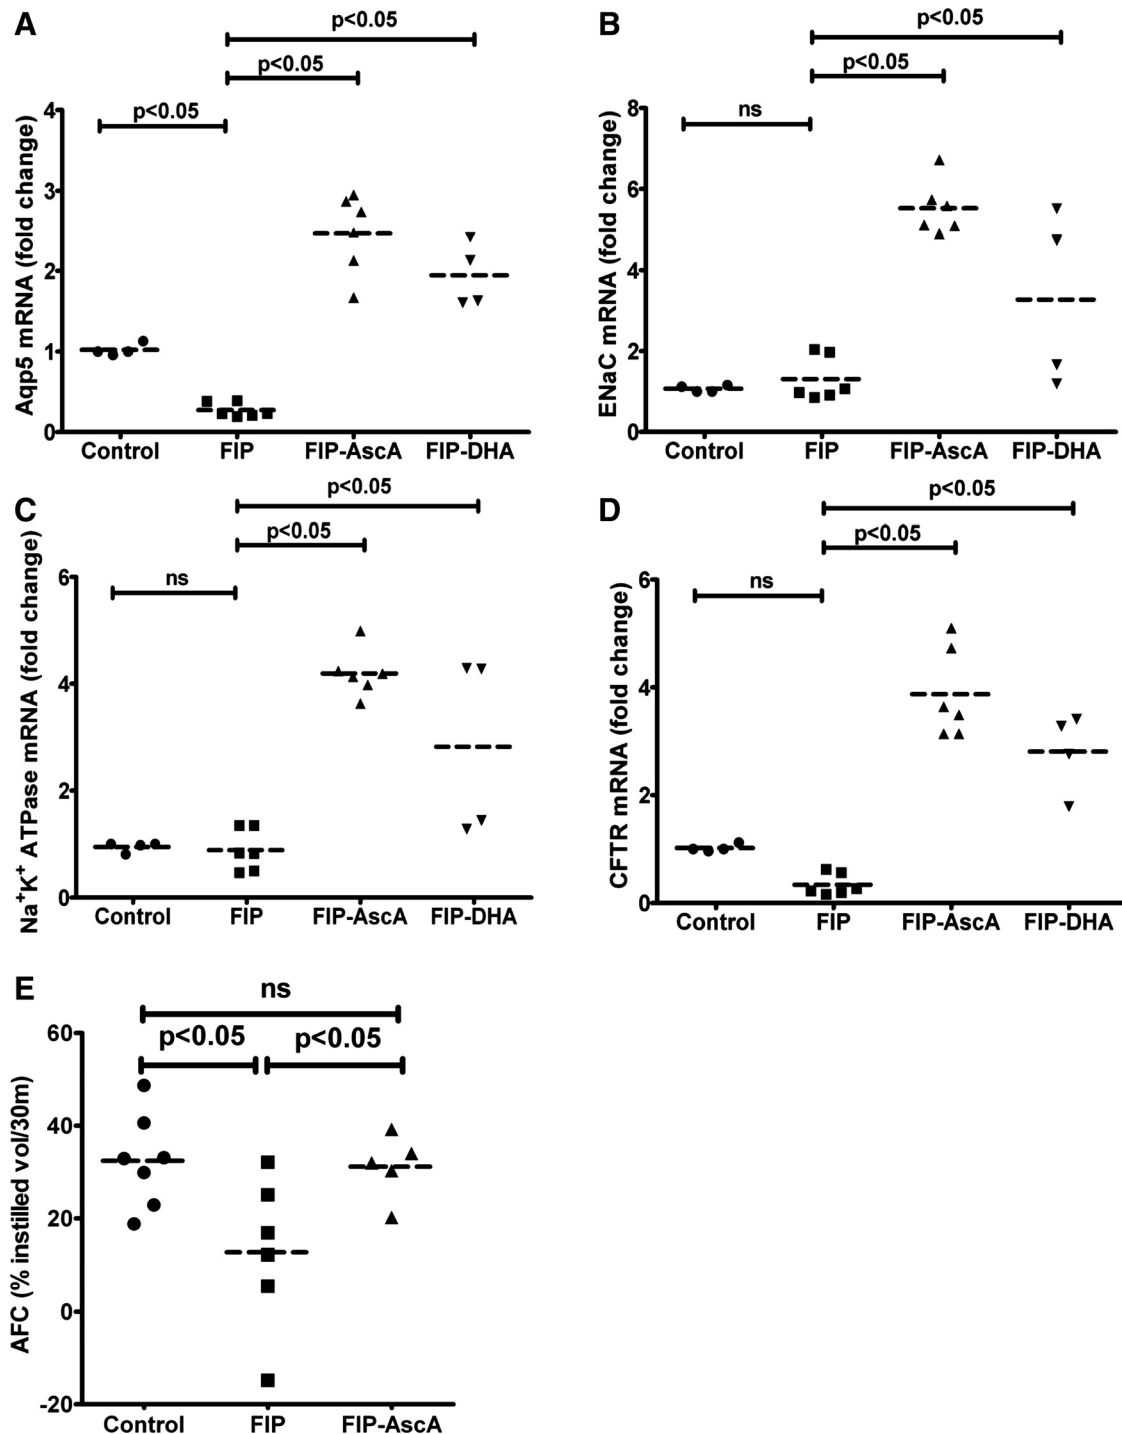 A
p<0.05
p<0.05
p<0.05
Aqp5 mRNA (fold change)
4
3
2
1
0
Control FIP FIP-AscA FIP-DHA
B
p<0.05
p<0.05
ns
ENaC mRNA (fold change)
8
6
4
2
0
Control FIP FIP-AscA FIP-DHA
C
p<0.05
p<0.05
ns
Na⁺K⁺ ATPase mRNA (fold change)
6
4
2
0
Control FIP FIP-AscA FIP-DHA
D
p<0.05
p<0.05
ns
CFTR mRNA (fold change)
6
4
2
0
Control FIP FIP-AscA FIP-DHA
E
ns
p<0.05 p<0.05
AFC (% instilled vol/30m)
60
40
20
0
-20
Control FIP FIP-AscA